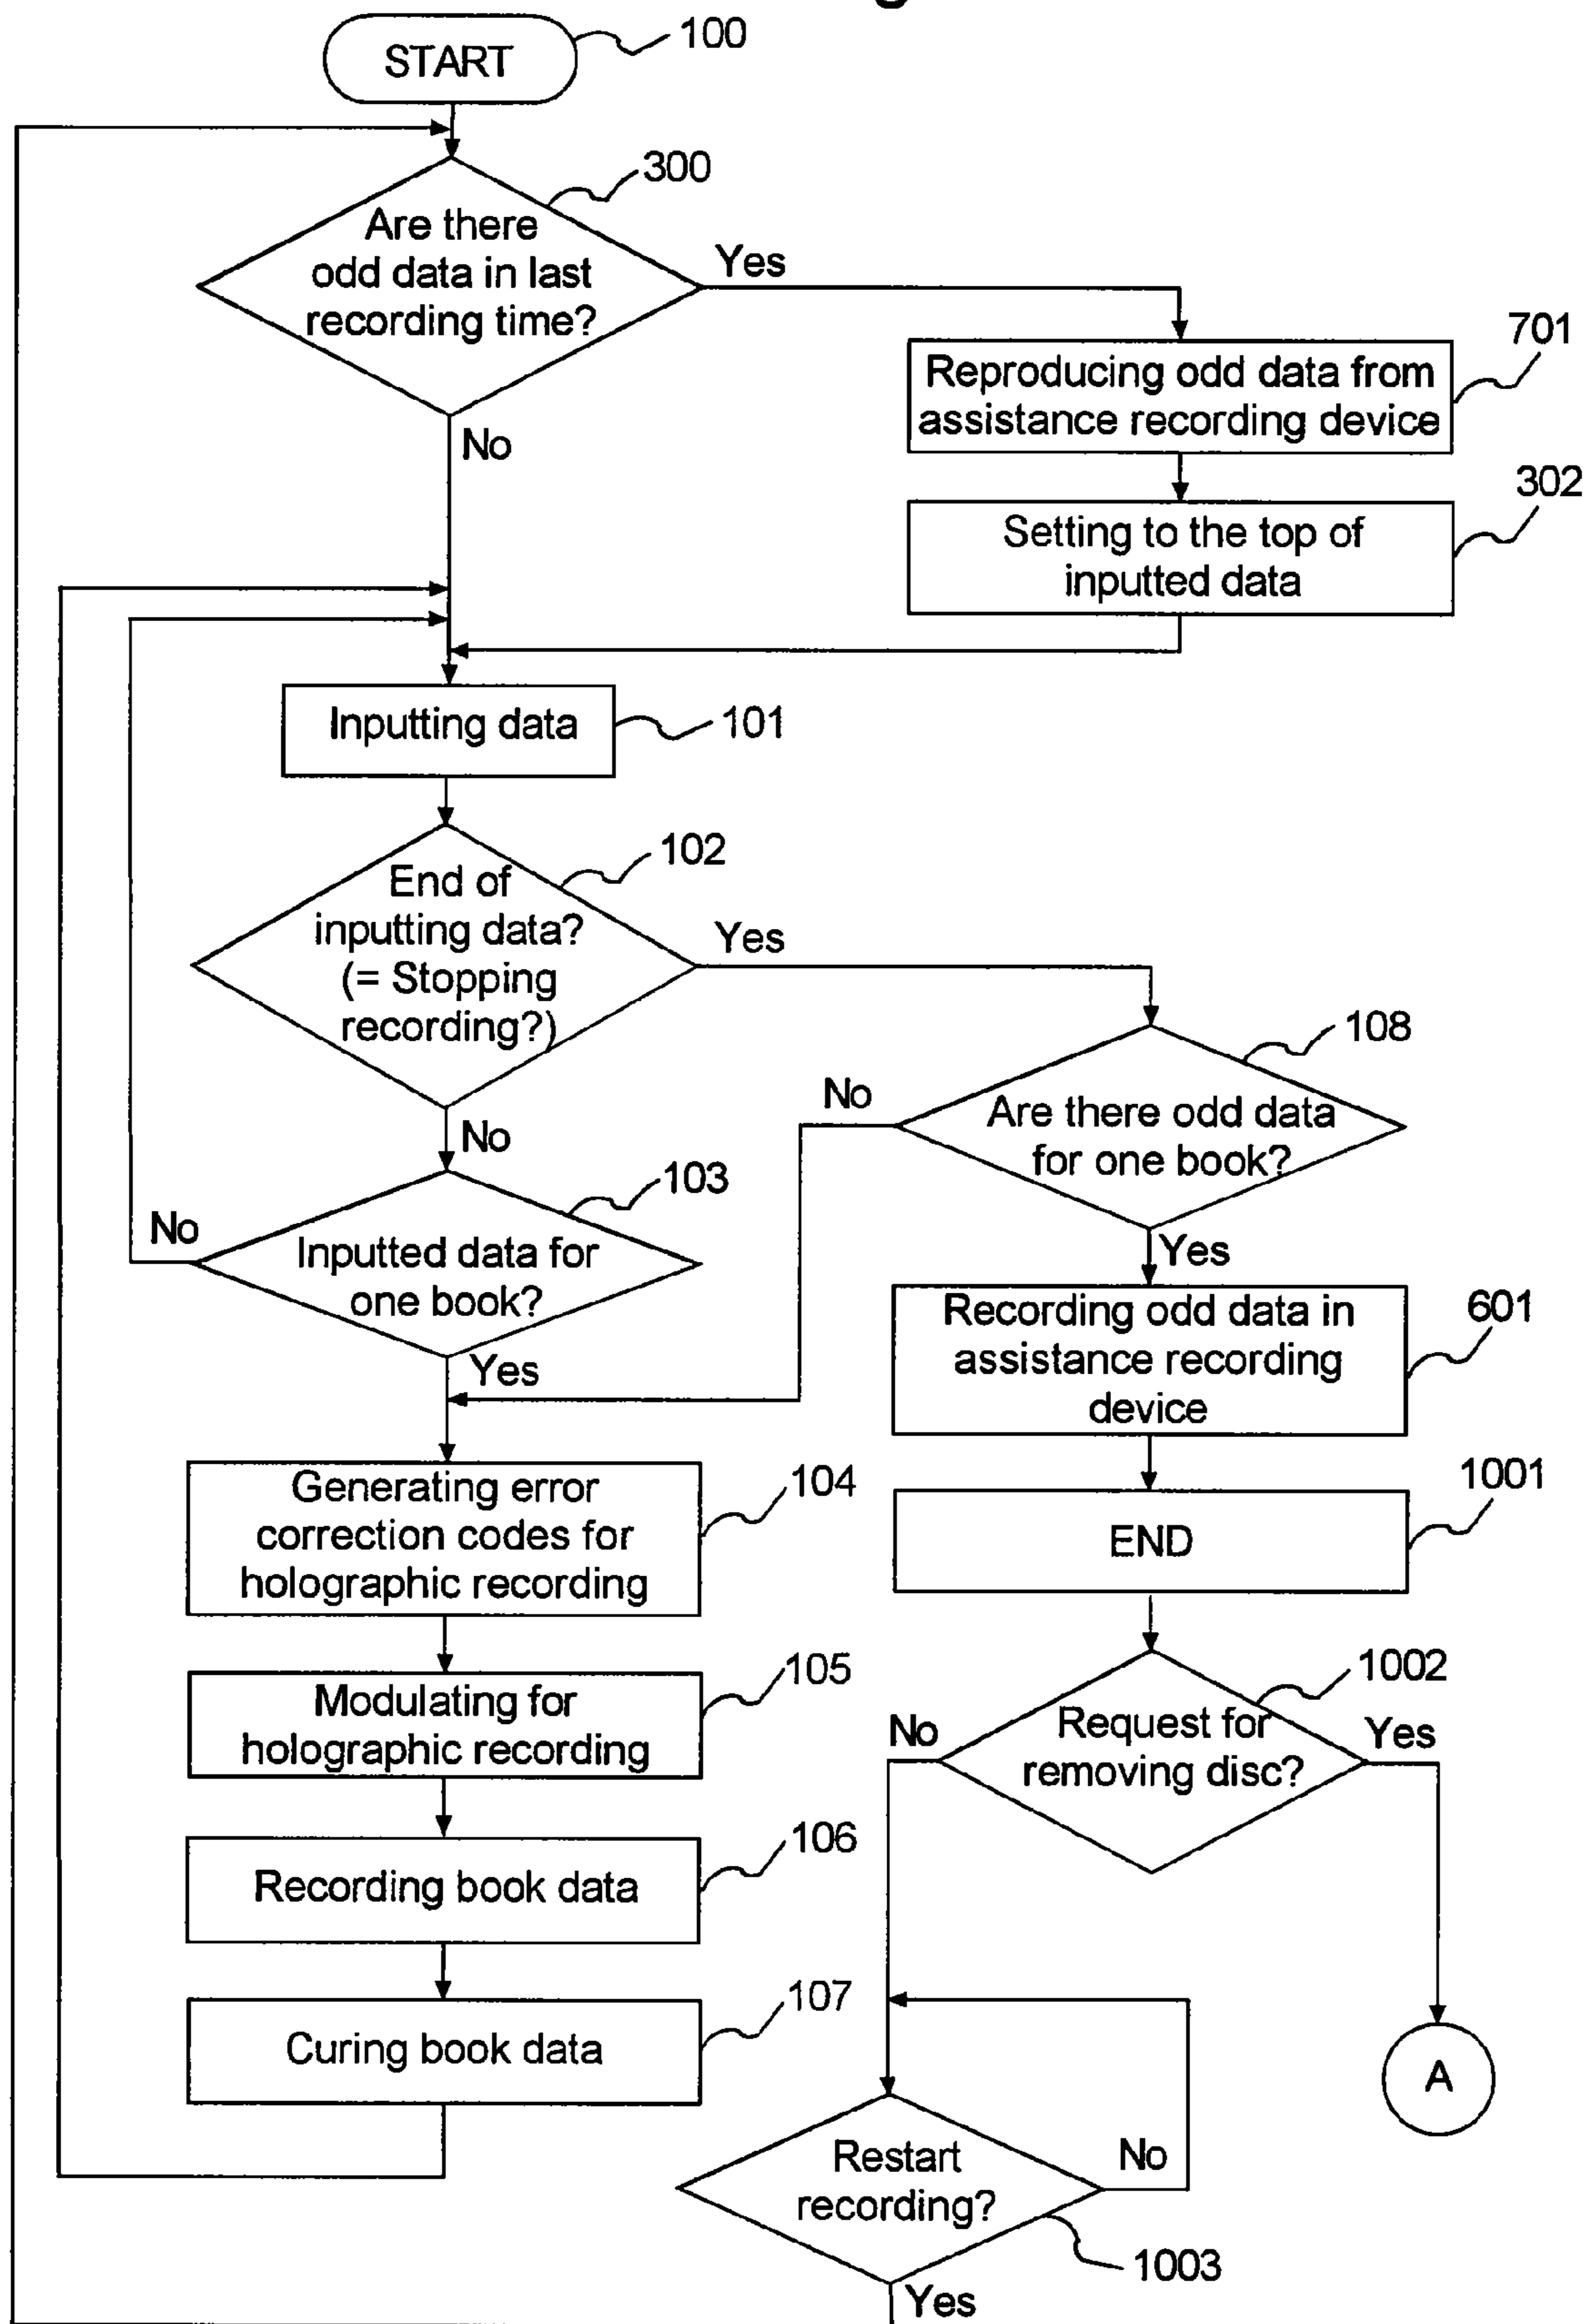 START
100
300
Are there
odd data in last
recording time?
Yes
No
701
Reproducing odd data from
assistance recording device
302
Setting to the top of
inputted data
Inputting data
101
102
End of
inputting data?
(= Stopping
recording?)
Yes
No
108
Are there odd data
for one book?
No
Yes
103
Inputted data for
one book?
No
Yes
601
Recording odd data in
assistance recording
device
104
Generating error
correction codes for
holographic recording
1001
END
105
Modulating for
holographic recording
1002
Request for
removing disc?
No
Yes
106
Recording book data
107
Curing book data
A
Restart
recording?
No
1003
Yes